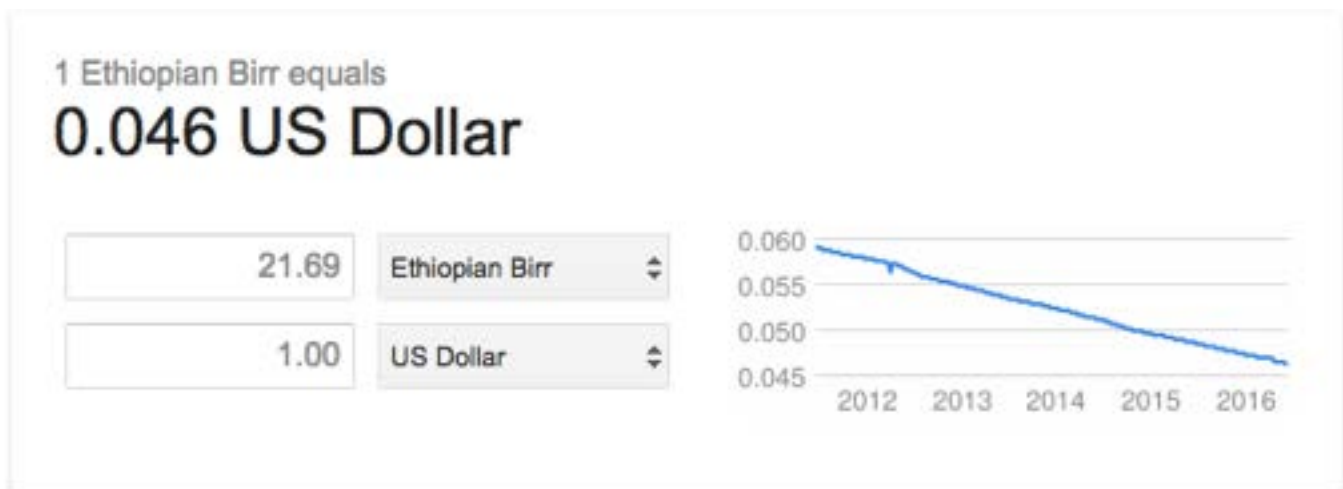 1 Ethiopian Birr equals
0.046 US Dollar
21.69 Ethiopian Birr
1.00 US Dollar
0.060
0.055
0.050
0.045
2012 2013 2014 2015 2016